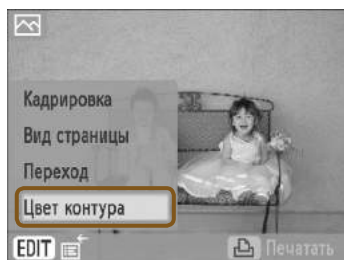 Кадрировка
Вид страницы
Переход
Цвет контура
EDIT
Печатать